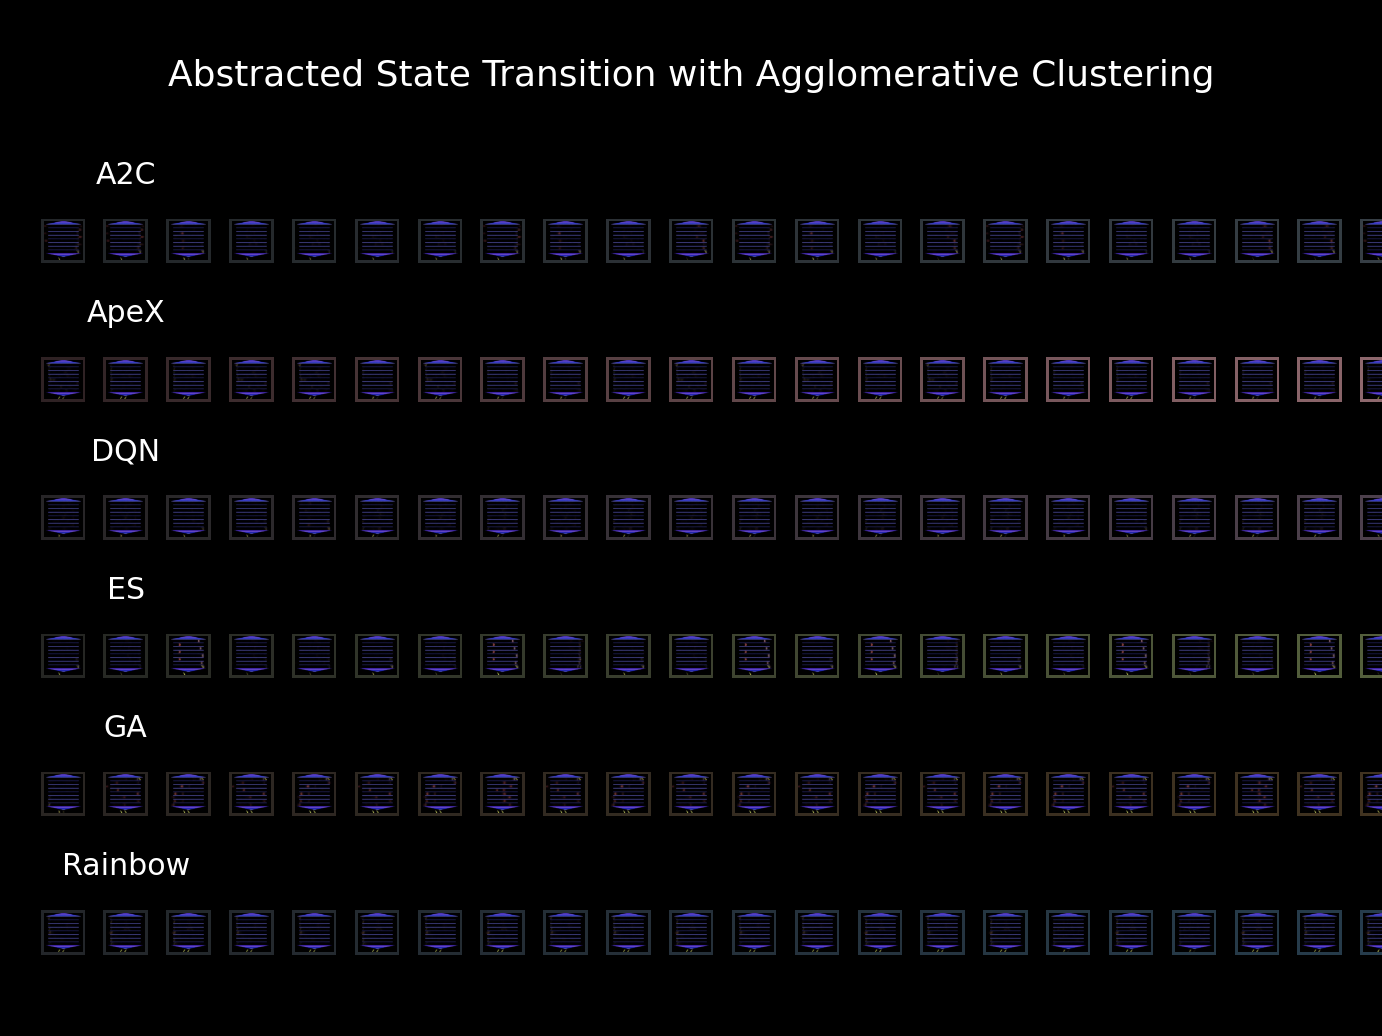 Abstracted State Transition with Agglomerative Clustering
A2C
ApeX
DQN
ES
GA
Rainbow